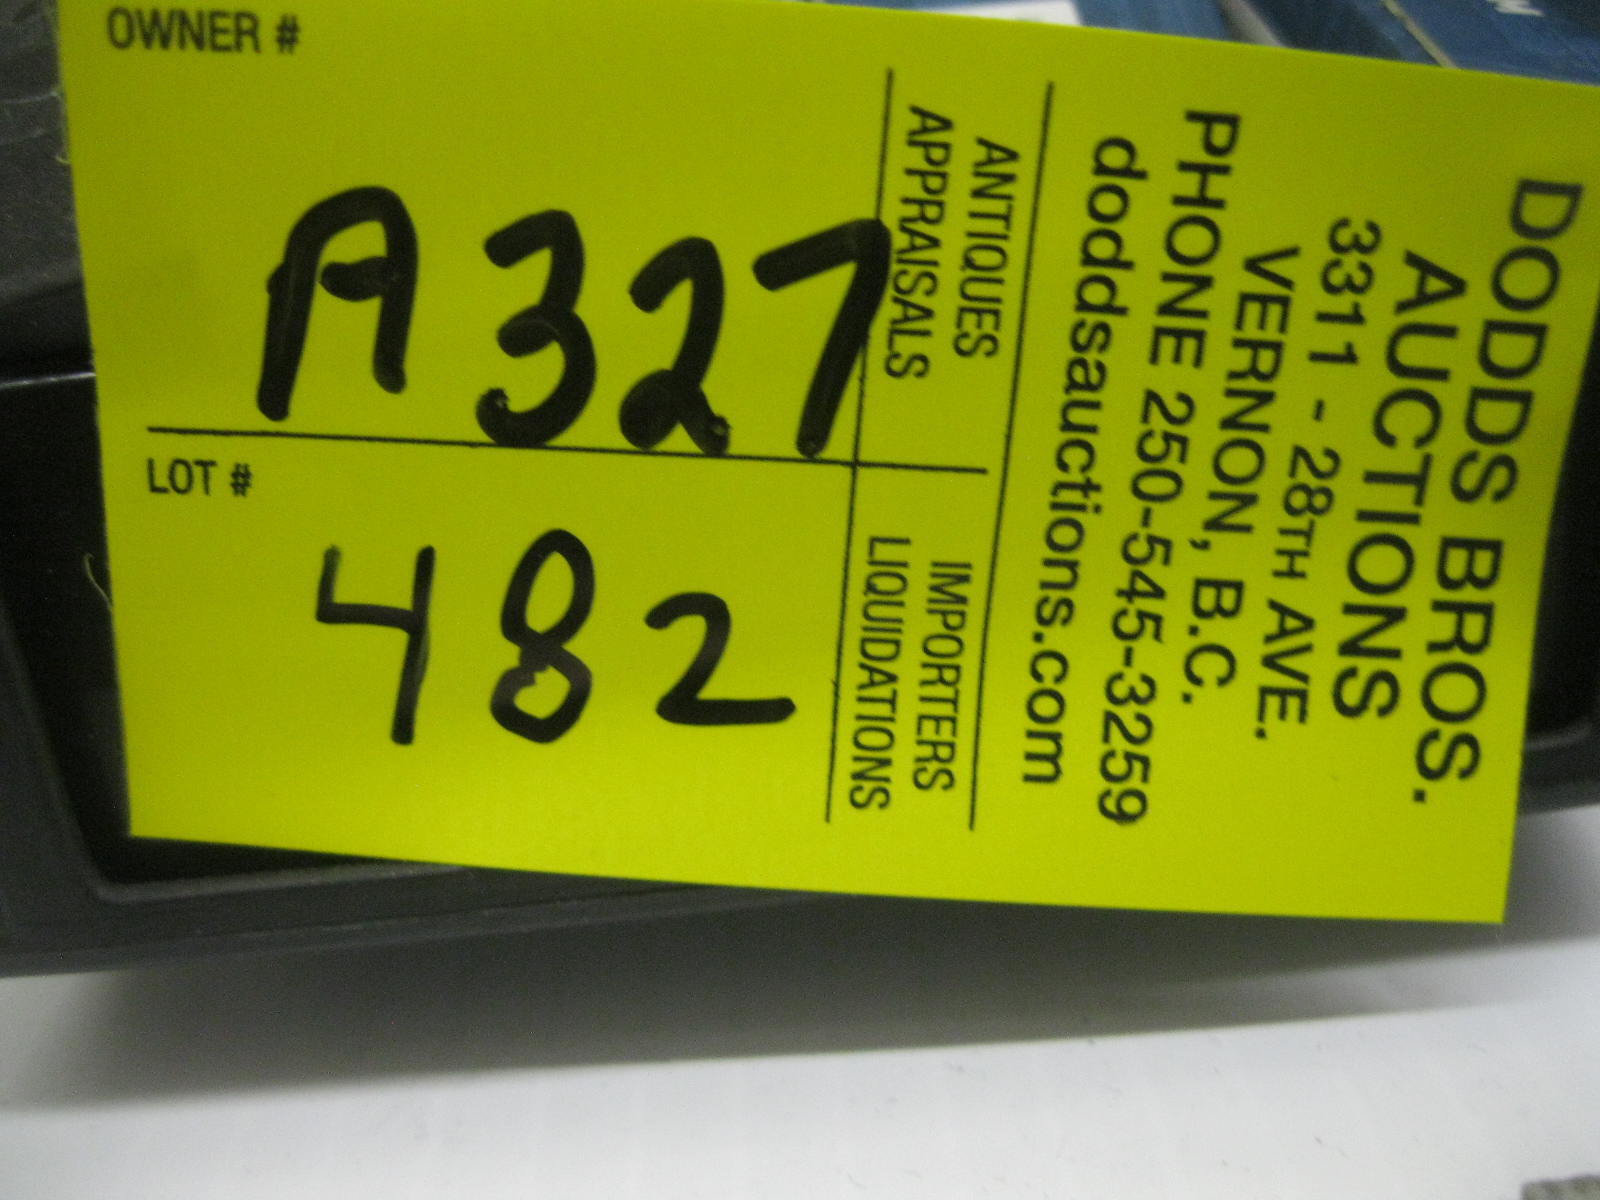 OWNER #
A327
LOT #
482
DODDS BROS.
AUCTIONS
3311 - 28TH AVE.
VERNON, B.C.
PHONE 250-545-3259
doddsauctions.com
ANTIQUES
APPRAISALS
IMPORTERS
LIQUIDATIONS